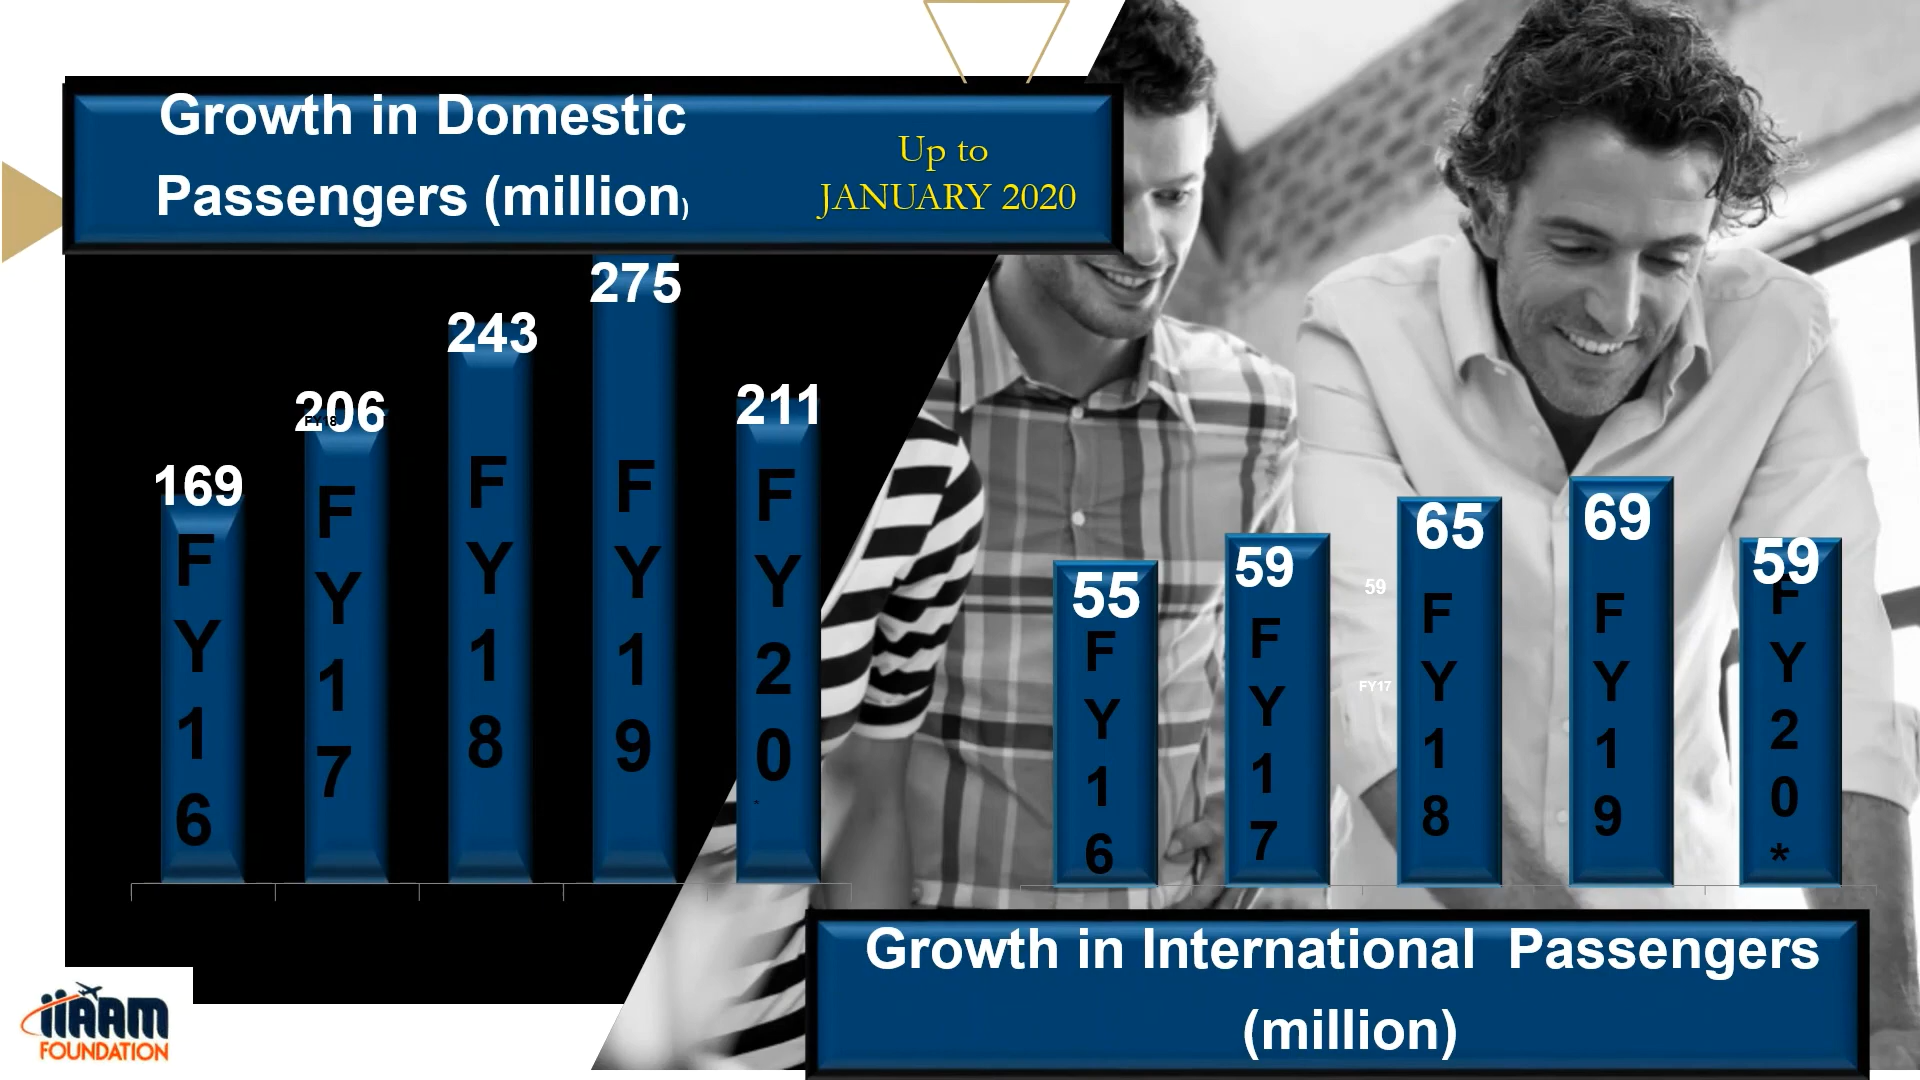 Growth in Domestic
Passengers (million)
Up to
JANUARY 2020
169
206
243
275
211
FY18
FY16
FY17
FY18
FY19
FY20
*
55
59
65
69
59
59
FY17
FY16
FY17
FY18
FY19
FY20*
Growth in International Passengers
(million)
iiAAM
FOUNDATION